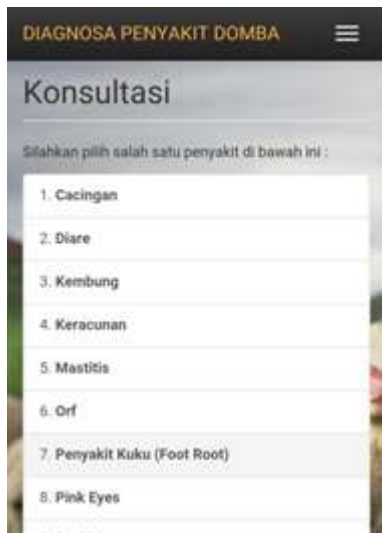 DIAGNOSA PENYAKIT DOMBA
Konsultasi
Silahkan pilih salah satu penyakit di bawah ini :
1. Cacingan
2. Diare
3. Kembung
4. Keracunan
5. Mastitis
6. Orf
7. Penyakit Kuku (Foot Root)
8. Pink Eyes